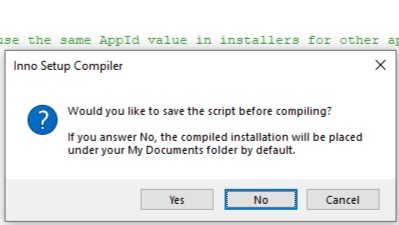 use the same AppId value in installers for other ap
Inno Setup Compiler
Would you like to save the script before compiling?
If you answer No, the compiled installation will be placed
under your My Documents folder by default.
Yes No Cancel